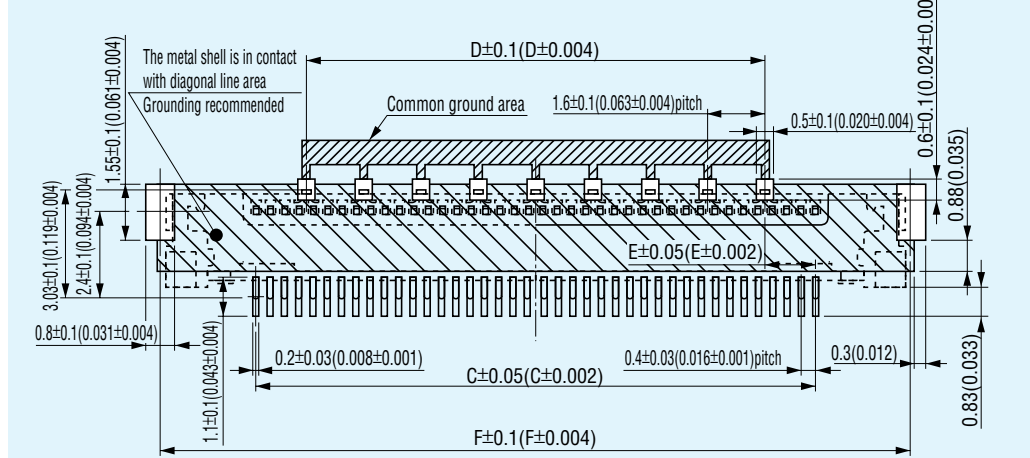 D±0.1(D±0.004)
The metal shell is in contact
with diagonal line area
Grounding recommended
Common ground area
1.6±0.1(0.063±0.004)pitch
0.5±0.1(0.020±0.004)
0.6±0.1(0.024±0.00
1.55±0.1(0.061±0.004)
0.88(0.035)
3.03±0.1(0.119±0.004)
2.4±0.1(0.094±0.004)
E±0.05(E±0.002)
0.8±0.1(0.031±0.004)
1.1±0.1(0.043±0.004)
0.2±0.03(0.008±0.001)
0.4±0.03(0.016±0.001)pitch
0.3(0.012)
0.83(0.033)
C±0.05(C±0.002)
F±0.1(F±0.004)